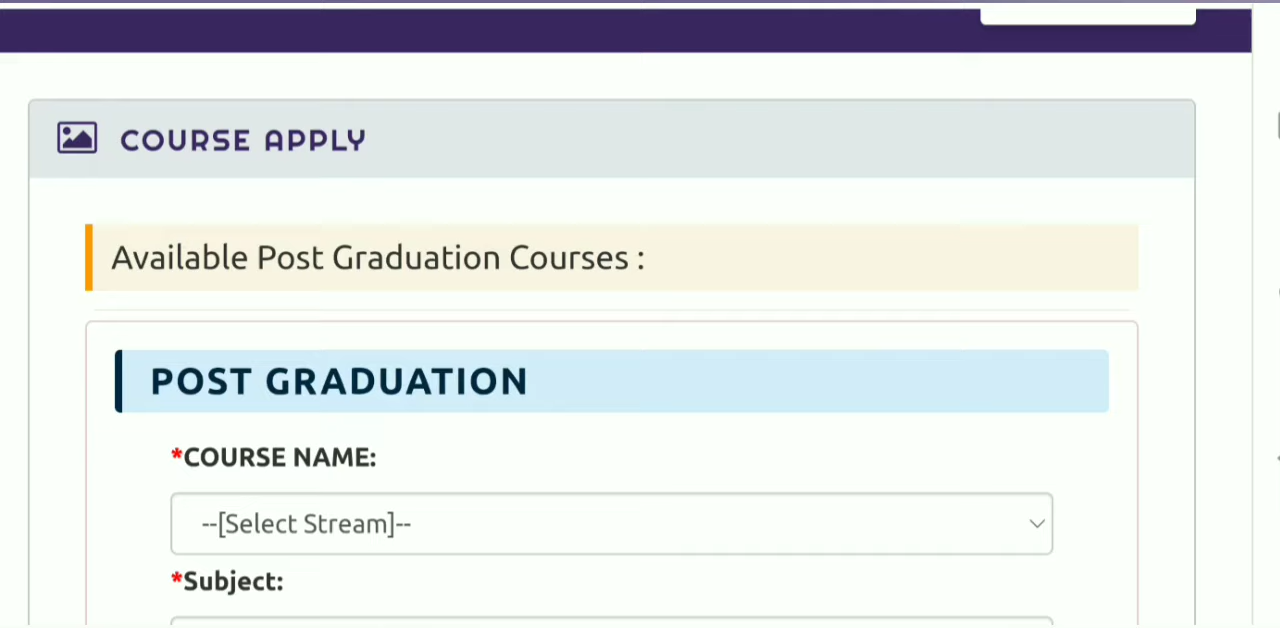 COURSE APPLY
Available Post Graduation Courses :
POST GRADUATION
*COURSE NAME:
--[Select Stream]--
*Subject: